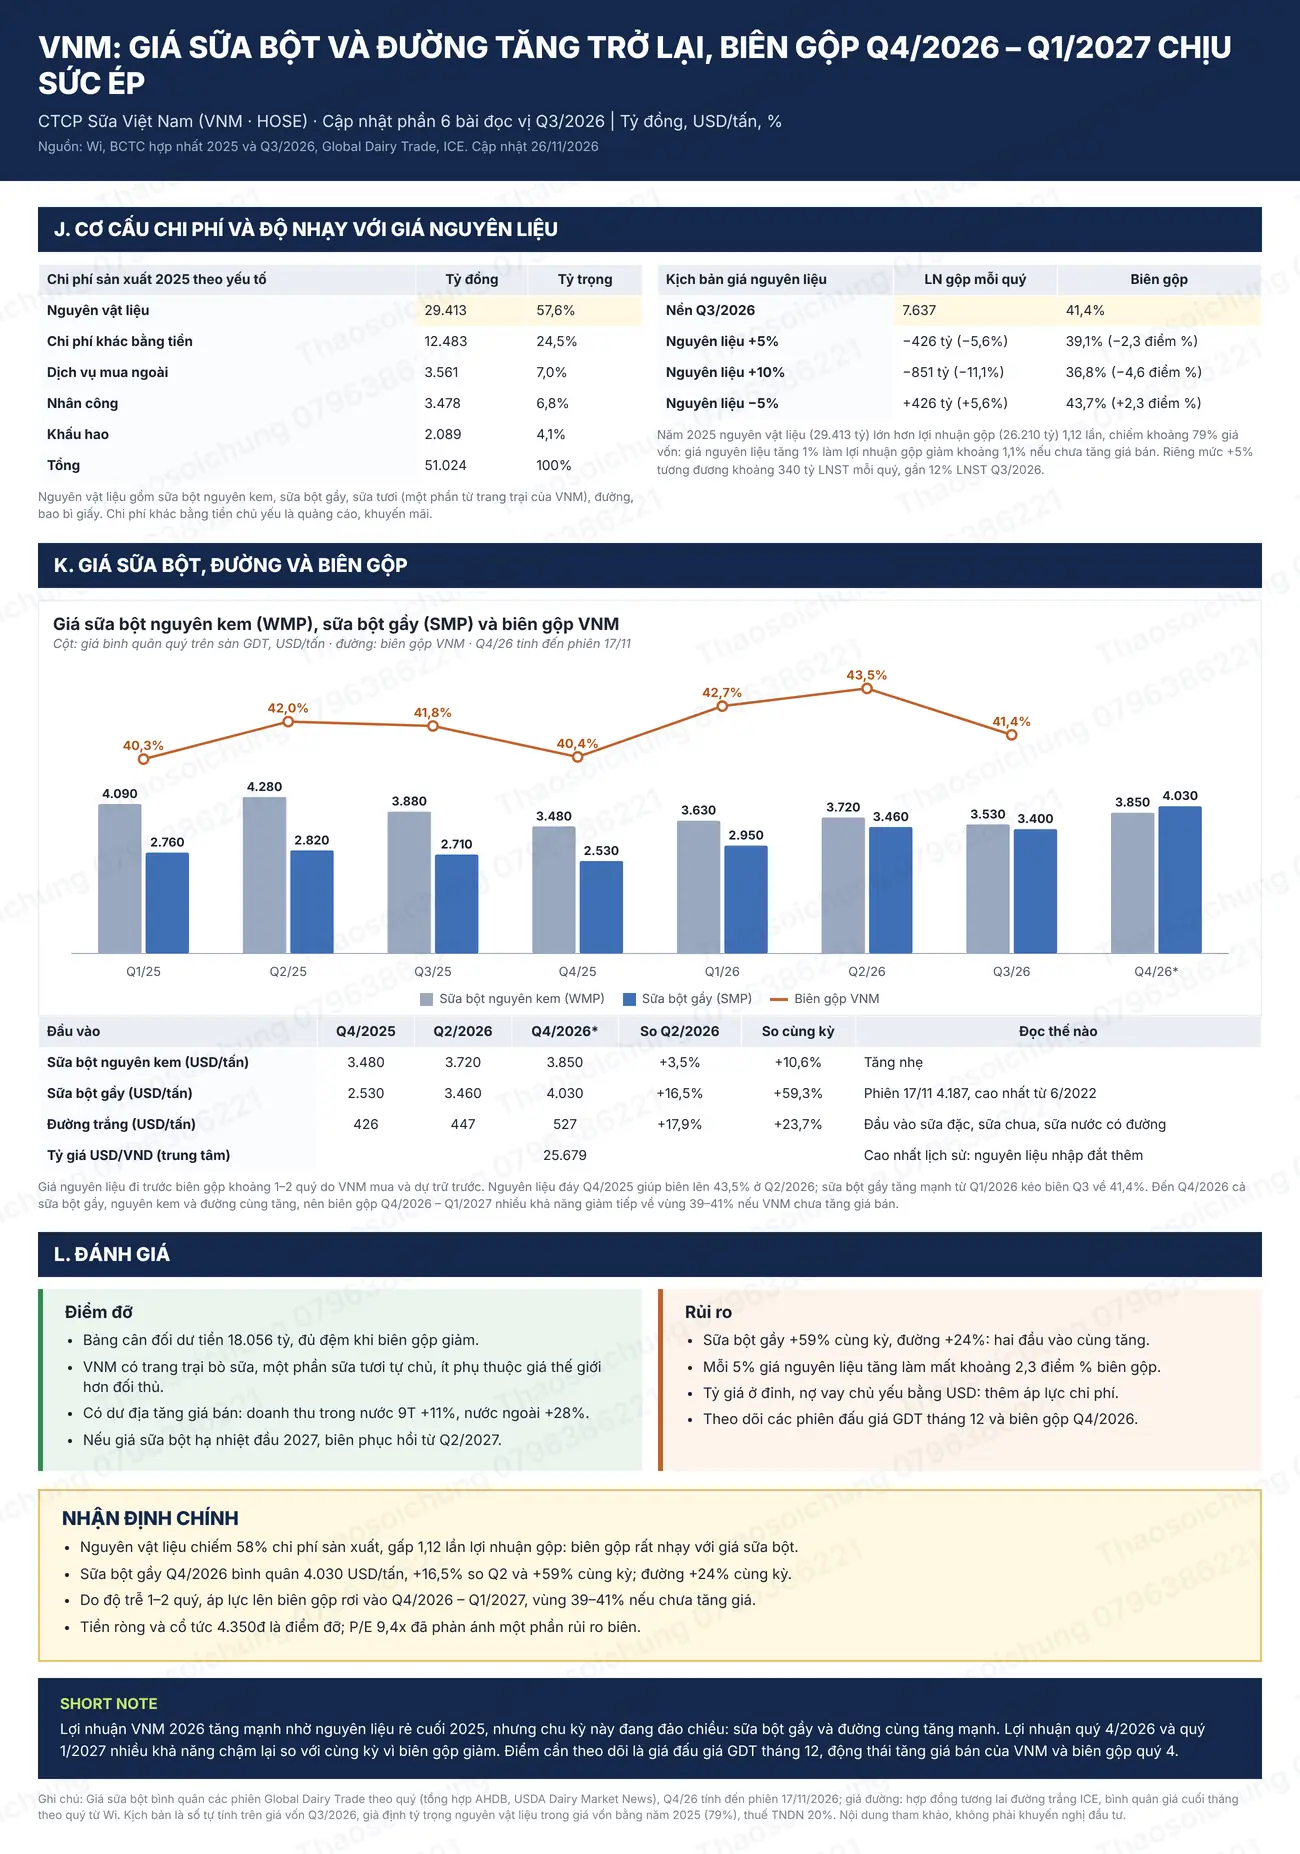 VNM: GIÁ SỮA BỘT VÀ ĐƯỜNG TĂNG TRỞ LẠI, BIÊN GỘP Q4/2026 – Q1/2027 CHỊU
SỨC ÉP
CTCP Sữa Việt Nam (VNM · HOSE) · Cập nhật phần 6 bài đọc vị Q3/2026 | Tỷ đồng, USD/tấn, %
Nguồn: Wi, BCTC hợp nhất 2025 và Q3/2026, Global Dairy Trade, ICE. Cập nhật 26/11/2026
J. CƠ CẤU CHI PHÍ VÀ ĐỘ NHẠY VỚI GIÁ NGUYÊN LIỆU
Chi phí sản xuất 2025 theo yếu tố Tỷ đồng Tỷ trọng
Nguyên vật liệu 29.413 57,6%
Chi phí khác bằng tiền 12.483 24,5%
Dịch vụ mua ngoài 3.561 7,0%
Nhân công 3.478 6,8%
Khấu hao 2.089 4,1%
Tổng 51.024 100%
Nguyên vật liệu gồm sữa bột nguyên kem, sữa bột gầy, sữa tươi (một phần từ trang trại của VNM), đường,
bao bì giấy. Chi phí khác bằng tiền chủ yếu là quảng cáo, khuyến mãi.
Kịch bản giá nguyên liệu LN gộp mỗi quý Biên gộp
Nền Q3/2026 7.637 41,4%
Nguyên liệu +5% −426 tỷ (−5,6%) 39,1% (−2,3 điểm %)
Nguyên liệu +10% −851 tỷ (−11,1%) 36,8% (−4,6 điểm %)
Nguyên liệu −5% +426 tỷ (+5,6%) 43,7% (+2,3 điểm %)
Năm 2025 nguyên vật liệu (29.413 tỷ) lớn hơn lợi nhuận gộp (26.210 tỷ) 1,12 lần, chiếm khoảng 79% giá
vốn: giá nguyên liệu tăng 1% làm lợi nhuận gộp giảm khoảng 1,1% nếu chưa tăng giá bán. Riêng mức +5%
tương đương khoảng 340 tỷ LNST mỗi quý, gần 12% LNST Q3/2026.
K. GIÁ SỮA BỘT, ĐƯỜNG VÀ BIÊN GỘP
Giá sữa bột nguyên kem (WMP), sữa bột gầy (SMP) và biên gộp VNM
Cột: giá bình quân quý trên sàn GDT, USD/tấn · đường: biên gộp VNM · Q4/26 tính đến phiên 17/11
40,3% 42,0% 41,8% 40,4% 42,7% 43,5% 41,4%
4.090 2.760 4.280 2.820 3.880 2.710 3.480 2.530 3.630 2.950 3.720 3.460 3.530 3.400 3.850 4.030
Q1/25 Q2/25 Q3/25 Q4/25 Q1/26 Q2/26 Q3/26 Q4/26*
Sữa bột nguyên kem (WMP) Sữa bột gầy (SMP) Biên gộp VNM
Đầu vào Q4/2025 Q2/2026 Q4/2026* So Q2/2026 So cùng kỳ Đọc thế nào
Sữa bột nguyên kem (USD/tấn) 3.480 3.720 3.850 +3,5% +10,6% Tăng nhẹ
Sữa bột gầy (USD/tấn) 2.530 3.460 4.030 +16,5% +59,3% Phiên 17/11 4.187, cao nhất từ 6/2022
Đường trắng (USD/tấn) 426 447 527 +17,9% +23,7% Đầu vào sữa đặc, sữa chua, sữa nước có đường
Tỷ giá USD/VND (trung tâm) 25.679 Cao nhất lịch sử: nguyên liệu nhập đắt thêm
Giá nguyên liệu đi trước biên gộp khoảng 1–2 quý do VNM mua và dự trữ trước. Nguyên liệu đáy Q4/2025 giúp biên lên 43,5% ở Q2/2026; sữa bột gầy tăng mạnh từ Q1/2026 kéo biên Q3 về 41,4%. Đến Q4/2026 cả
sữa bột gầy, nguyên kem và đường cùng tăng, nên biên gộp Q4/2026 – Q1/2027 nhiều khả năng giảm tiếp về vùng 39–41% nếu VNM chưa tăng giá bán.
L. ĐÁNH GIÁ
Điểm đỡ
• Bảng cân đối dư tiền 18.056 tỷ, đủ đệm khi biên gộp giảm.
• VNM có trang trại bò sữa, một phần sữa tươi tự chủ, ít phụ thuộc giá thế giới
hơn đối thủ.
• Có dư địa tăng giá bán: doanh thu trong nước 9T +11%, nước ngoài +28%.
• Nếu giá sữa bột hạ nhiệt đầu 2027, biên phục hồi từ Q2/2027.
Rủi ro
• Sữa bột gầy +59% cùng kỳ, đường +24%: hai đầu vào cùng tăng.
• Mỗi 5% giá nguyên liệu tăng làm mất khoảng 2,3 điểm % biên gộp.
• Tỷ giá ở đỉnh, nợ vay chủ yếu bằng USD: thêm áp lực chi phí.
• Theo dõi các phiên đấu giá GDT tháng 12 và biên gộp Q4/2026.
NHẬN ĐỊNH CHÍNH
• Nguyên vật liệu chiếm 58% chi phí sản xuất, gấp 1,12 lần lợi nhuận gộp: biên gộp rất nhạy với giá sữa bột.
• Sữa bột gầy Q4/2026 bình quân 4.030 USD/tấn, +16,5% so Q2 và +59% cùng kỳ; đường +24% cùng kỳ.
• Do độ trễ 1–2 quý, áp lực lên biên gộp rơi vào Q4/2026 – Q1/2027, vùng 39–41% nếu chưa tăng giá.
• Tiền ròng và cổ tức 4.350đ là điểm đỡ; P/E 9,4x đã phản ánh một phần rủi ro biên.
SHORT NOTE
Lợi nhuận VNM 2026 tăng mạnh nhờ nguyên liệu rẻ cuối 2025, nhưng chu kỳ này đang đảo chiều: sữa bột gầy và đường cùng tăng mạnh. Lợi nhuận quý 4/2026 và quý
1/2027 nhiều khả năng chậm lại so với cùng kỳ vì biên gộp giảm. Điểm cần theo dõi là giá đấu giá GDT tháng 12, động thái tăng giá bán của VNM và biên gộp quý 4.
Ghi chú: Giá sữa bột bình quân các phiên Global Dairy Trade theo quý (tổng hợp AHDB, USDA Dairy Market News), Q4/26 tính đến phiên 17/11/2026; giá đường: hợp đồng tương lai đường trắng ICE, bình quân giá cuối tháng
theo quý từ Wi. Kịch bản là số tự tính trên giá vốn Q3/2026, giả định tỷ trọng nguyên vật liệu trong giá vốn bằng năm 2025 (79%), thuế TNDN 20%. Nội dung tham khảo, không phải khuyến nghị đầu tư.
Thaosoichung 0796386221